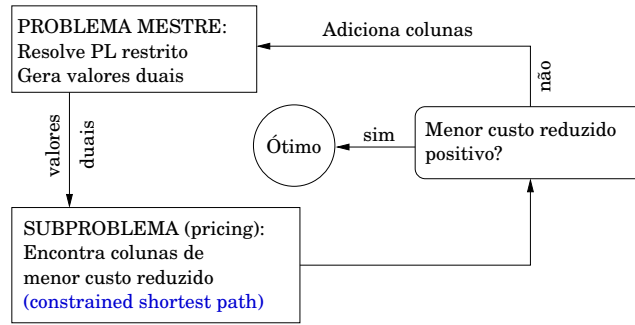 PROBLEMA MESTRE:
Resolve PL restrito
Gera valores duais
Adiciona colunas
não
valores
duais
Ótimo
sim
Menor custo reduzido
positivo?
SUBPROBLEMA (pricing):
Encontra colunas de
menor custo reduzido
(constrained shortest path)